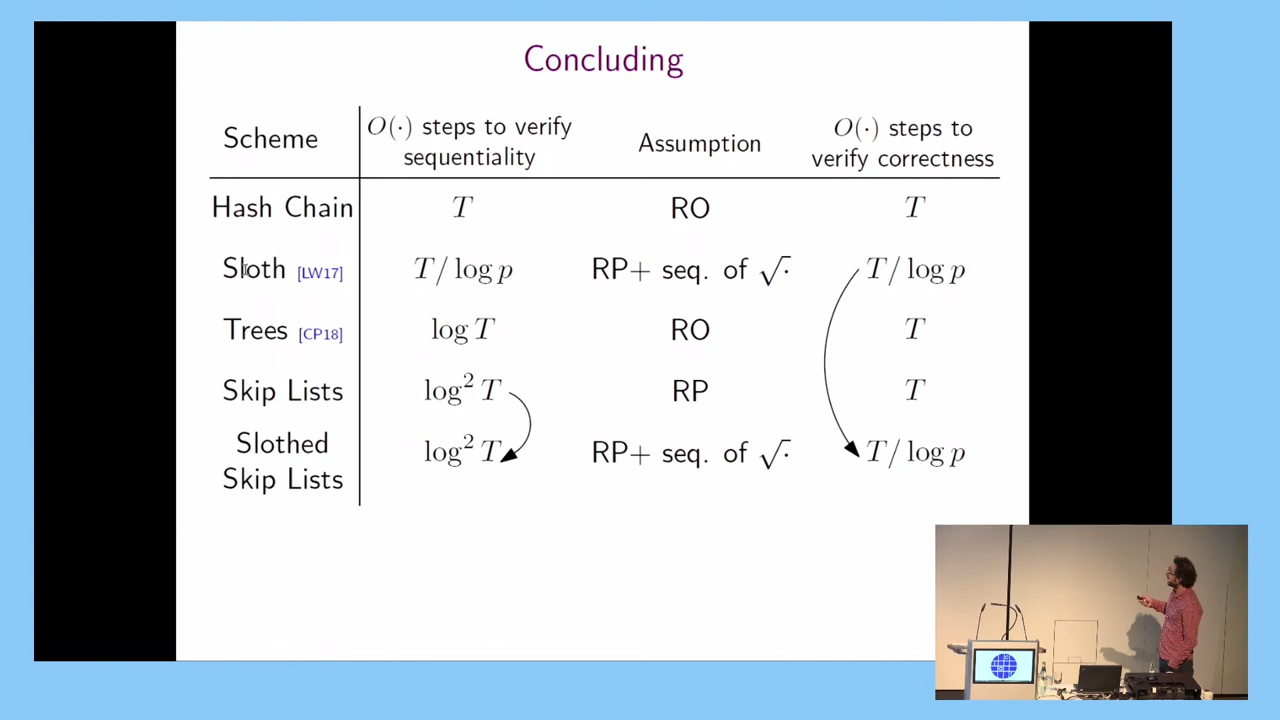 Concluding
Scheme
O(·) steps to verify
sequentiality
Assumption
O(·) steps to
verify correctness
Hash Chain T RO T
Sloth [LW17] T/ log p RP+ seq. of √· T/ log p
Trees [CP18] log T RO T
Skip Lists log² T RP T
Slothed
Skip Lists
log² T RP+ seq. of √· T/ log p